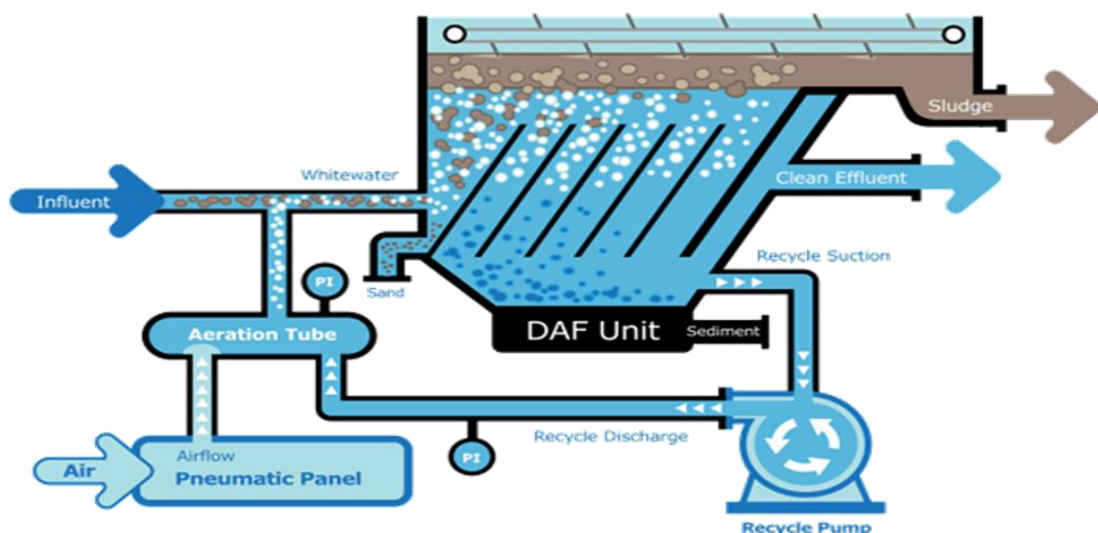 Sludge
Whitewater
Clean Effluent
Influent
Recycle Suction
PI
Sand
DAF Unit
Sediment
Aeration Tube
Recycle Discharge
PI
Airflow
Air
Pneumatic Panel
Recycle Pump